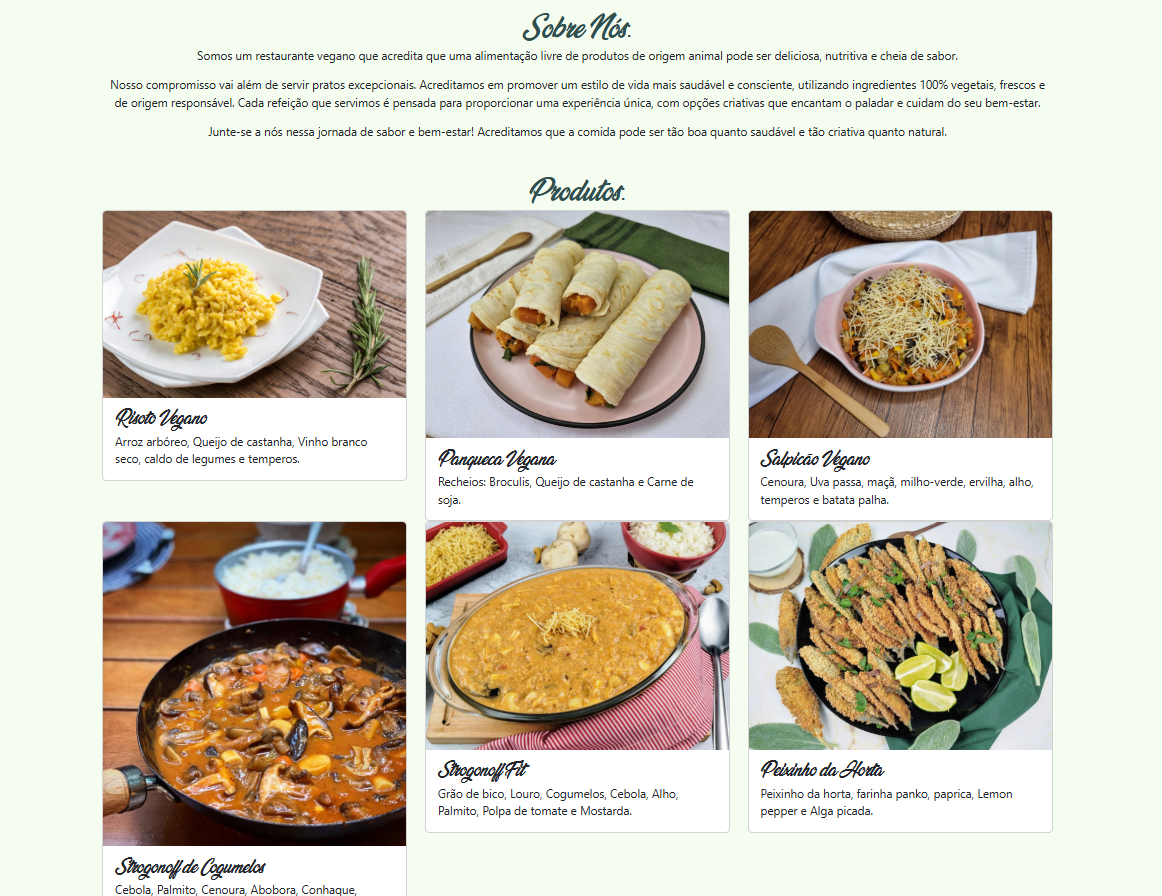 Sobre Nós.
Somos um restaurante vegano que acredita que uma alimentação livre de produtos de origem animal pode ser deliciosa, nutritiva e cheia de sabor.
Nosso compromisso vai além de servir pratos excepcionais. Acreditamos em promover um estilo de vida mais saudável e consciente, utilizando ingredientes 100% vegetais, frescos e
de origem responsável. Cada refeição que servimos é pensada para proporcionar uma experiência única, com opções criativas que encantam o paladar e cuidam do seu bem-estar.
Junte-se a nós nessa jornada de sabor e bem-estar! Acreditamos que a comida pode ser tão boa quanto saudável e tão criativa quanto natural.
Produtos.
Risoto Vegano
Arroz arbóreo, Queijo de castanha, Vinho branco
seco, caldo de legumes e temperos.
Panqueca Vegana
Recheios: Broculis, Queijo de castanha e Carne de
soja.
Salpicão Vegano
Cenoura, Uva passa, maçã, milho-verde, ervilha, alho,
temperos e batata palha.
Strogonoff de Cogumelos
Cebola, Palmito, Cenoura, Abobora, Conhaque,
Strogonoff Fit
Grão de bico, Louro, Cogumelos, Cebola, Alho,
Palmito, Polpa de tomate e Mostarda.
Peixinho da Horta
Peixinho da horta, farinha panko, paprica, Lemon
pepper e Alga picada.